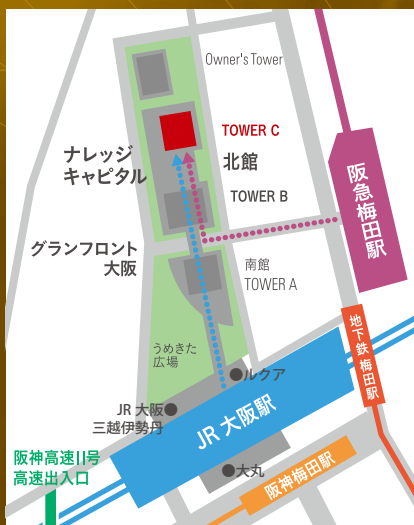 Owner's Tower
TOWER C
ナレッジ
キャピタル
北館
TOWER B
阪急梅田駅
グランフロント
大阪
南館
TOWER A
地下鉄 梅田駅
うめきた
広場
ルクア
JR 大阪
三越伊勢丹
JR 大阪駅
阪神高速11号
高速出入口
大丸
阪神梅田駅